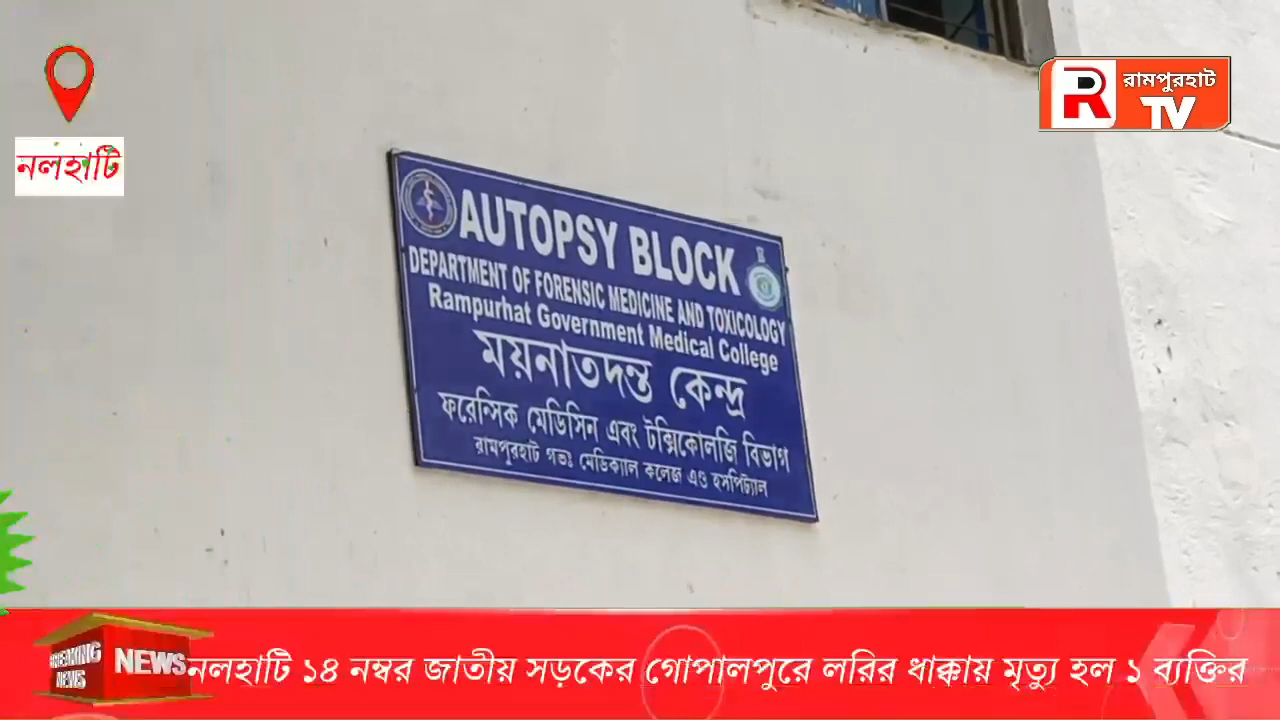 রামপুরহাট
R
TV
নলহাটি
AUTOPSY BLOCK
DEPARTMENT OF FORENSIC MEDICINE AND TOXICOLOGY
Rampurhat Government Medical College
ময়নাতদন্ত কেন্দ্র
ফরেন্সিক মেডিসিন এবং টক্সিকোলজি বিভাগ
রামপুরহাট গভঃ মেডিক্যাল কলেজ এণ্ড হসপিট্যাল
BREAKING
NEWS
NEWS
নলহাটি ১৪ নম্বর জাতীয় সড়কের গোপালপুরে লরির ধাক্কায় মৃত্যু হল ১ ব্যক্তির